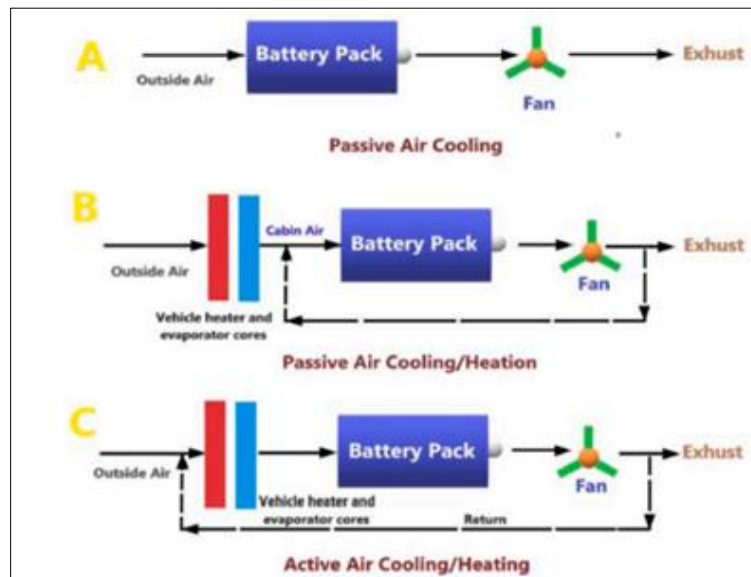 A
Battery Pack
Outside Air
Fan
Exhust
Passive Air Cooling
B
Cabin Air
Battery Pack
Outside Air
Fan
Exhust
Vehicle heater and
evaporator cores
Passive Air Cooling/Heation
C
Battery Pack
Outside Air
Fan
Exhust
Vehicle heater and
evaporator cores
Return
Active Air Cooling/Heating